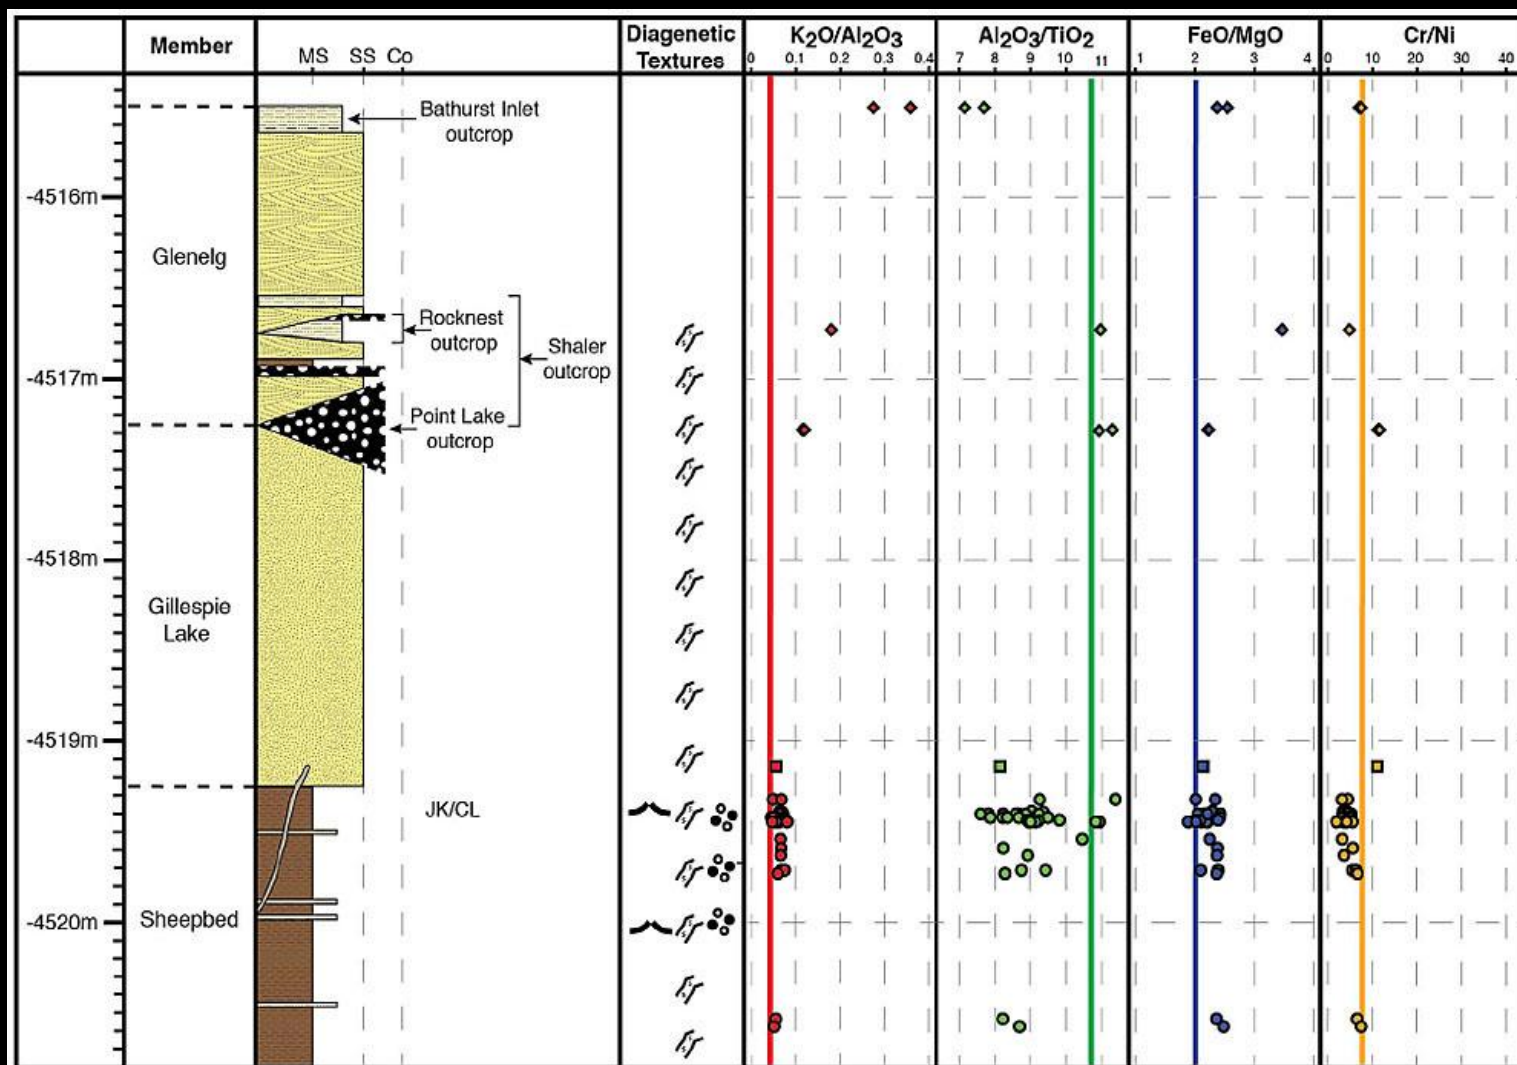 Member
MS SS Co
Diagenetic
Textures
K₂O/Al₂O₃
0 0.1 0.2 0.3 0.4
Al₂O₃/TiO₂
7 8 9 10 11
FeO/MgO
1 2 3 4
Cr/Ni
0 10 20 30 40
Bathurst Inlet
outcrop
-4516m
Glenelg
Rocknest
outcrop
Shaler
outcrop
-4517m
Point Lake
outcrop
-4518m
Gillespie
Lake
-4519m
JK/CL
Sheepbed
-4520m